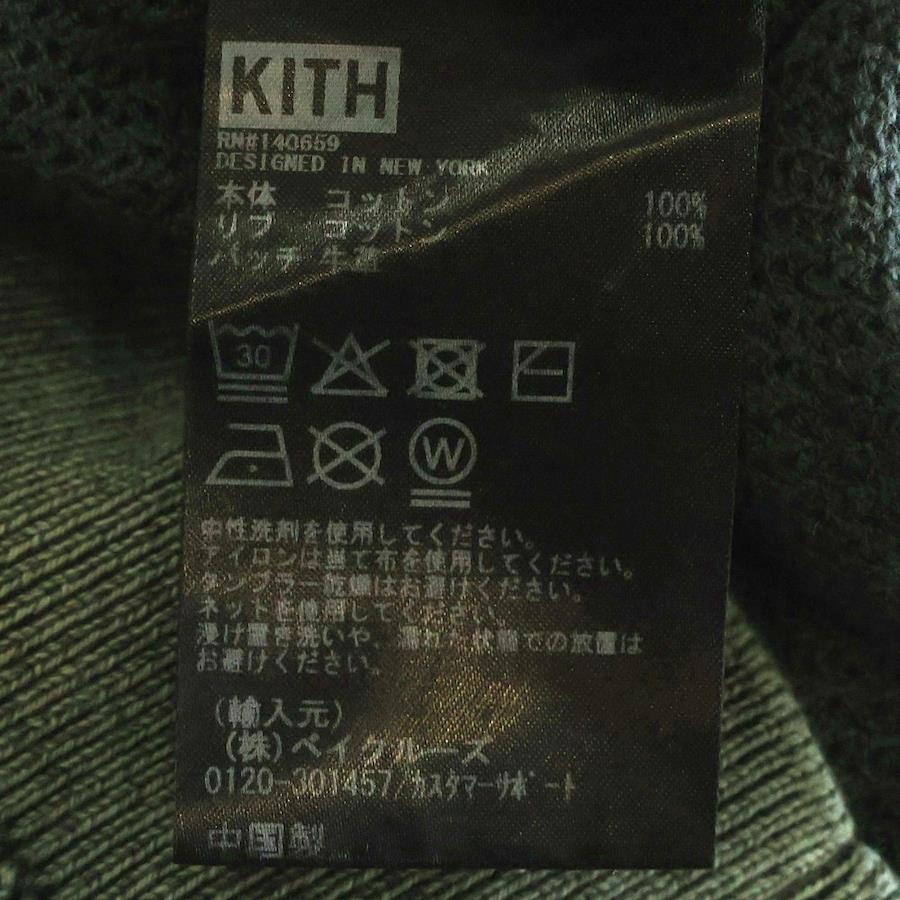 KITH
RN#140659
DESIGNED IN NEW YORK
本体 コットン 100%
リブ コットン 100%
パッチ 牛革
30
W
中性洗剤を使用してください。
アイロンは当て布を使用してください。
タンブラー乾燥はお避けください。
ネットを使用してください。
浸け置き洗いや、濡れた状態での放置は
お避けください。
(輸入元)
(株)ベイクルーズ
0120-301457/カスタマーサポート
中国製